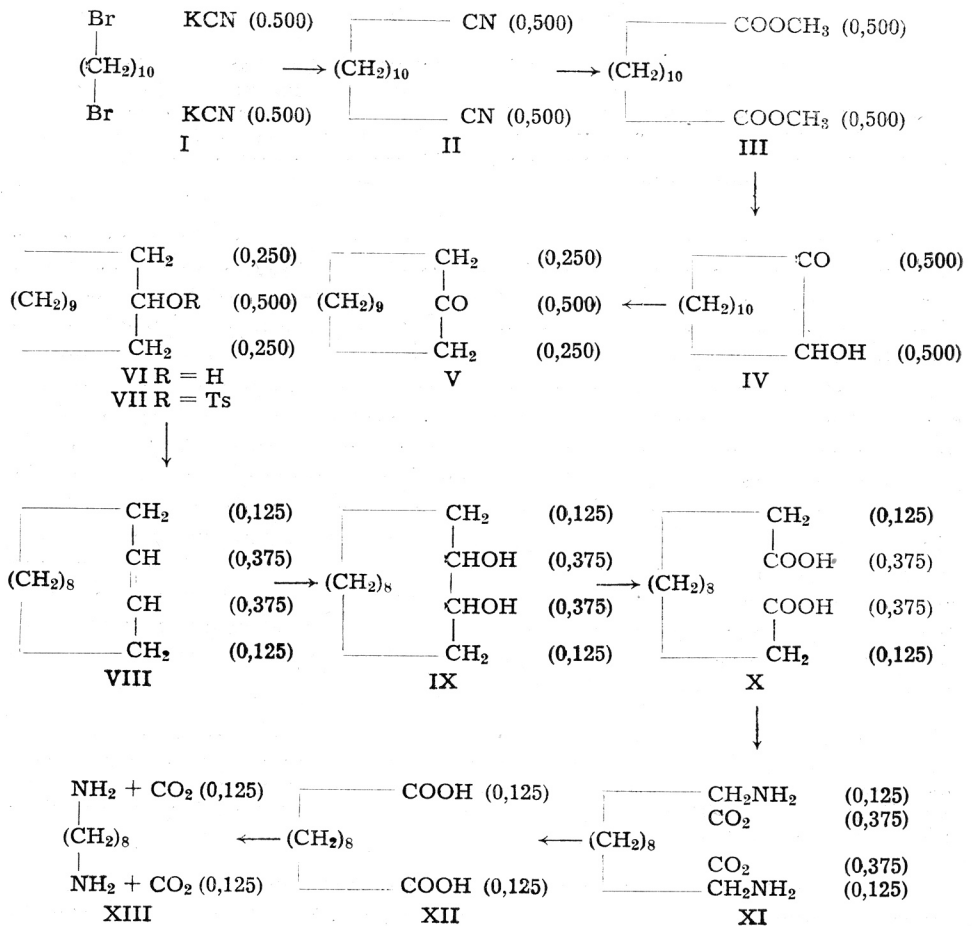 Br KCN (0.500) CN (0,500) COOCH₃ (0,500)
(CH₂)₁₀ (CH₂)₁₀ (CH₂)₁₀
Br KCN (0.500) CN (0,500) COOCH₃ (0,500)
I II III
CH₂ (0,250) CH₂ (0,250) CO (0,500)
(CH₂)₉ CHOR (0,500) (CH₂)₉ CO (0,500) (CH₂)₁₀
CH₂ (0,250) CH₂ (0,250) CHOH (0,500)
VI R = H V IV
VII R = Ts
CH₂ (0,125) CH₂ (0,125) CH₂ (0,125)
CH (0,375) CHOH (0,375) COOH (0,375)
(CH₂)₈ (CH₂)₈ (CH₂)₈
CH (0,375) CHOH (0,375) COOH (0,375)
CH₂ (0,125) CH₂ (0,125) CH₂ (0,125)
VIII IX X
NH₂ + CO₂ (0,125) COOH (0,125) CH₂NH₂ (0,125)
CO₂ (0,375)
(CH₂)₈ (CH₂)₈ (CH₂)₈
CO₂ (0,375)
NH₂ + CO₂ (0,125) COOH (0,125) CH₂NH₂ (0,125)
XIII XII XI